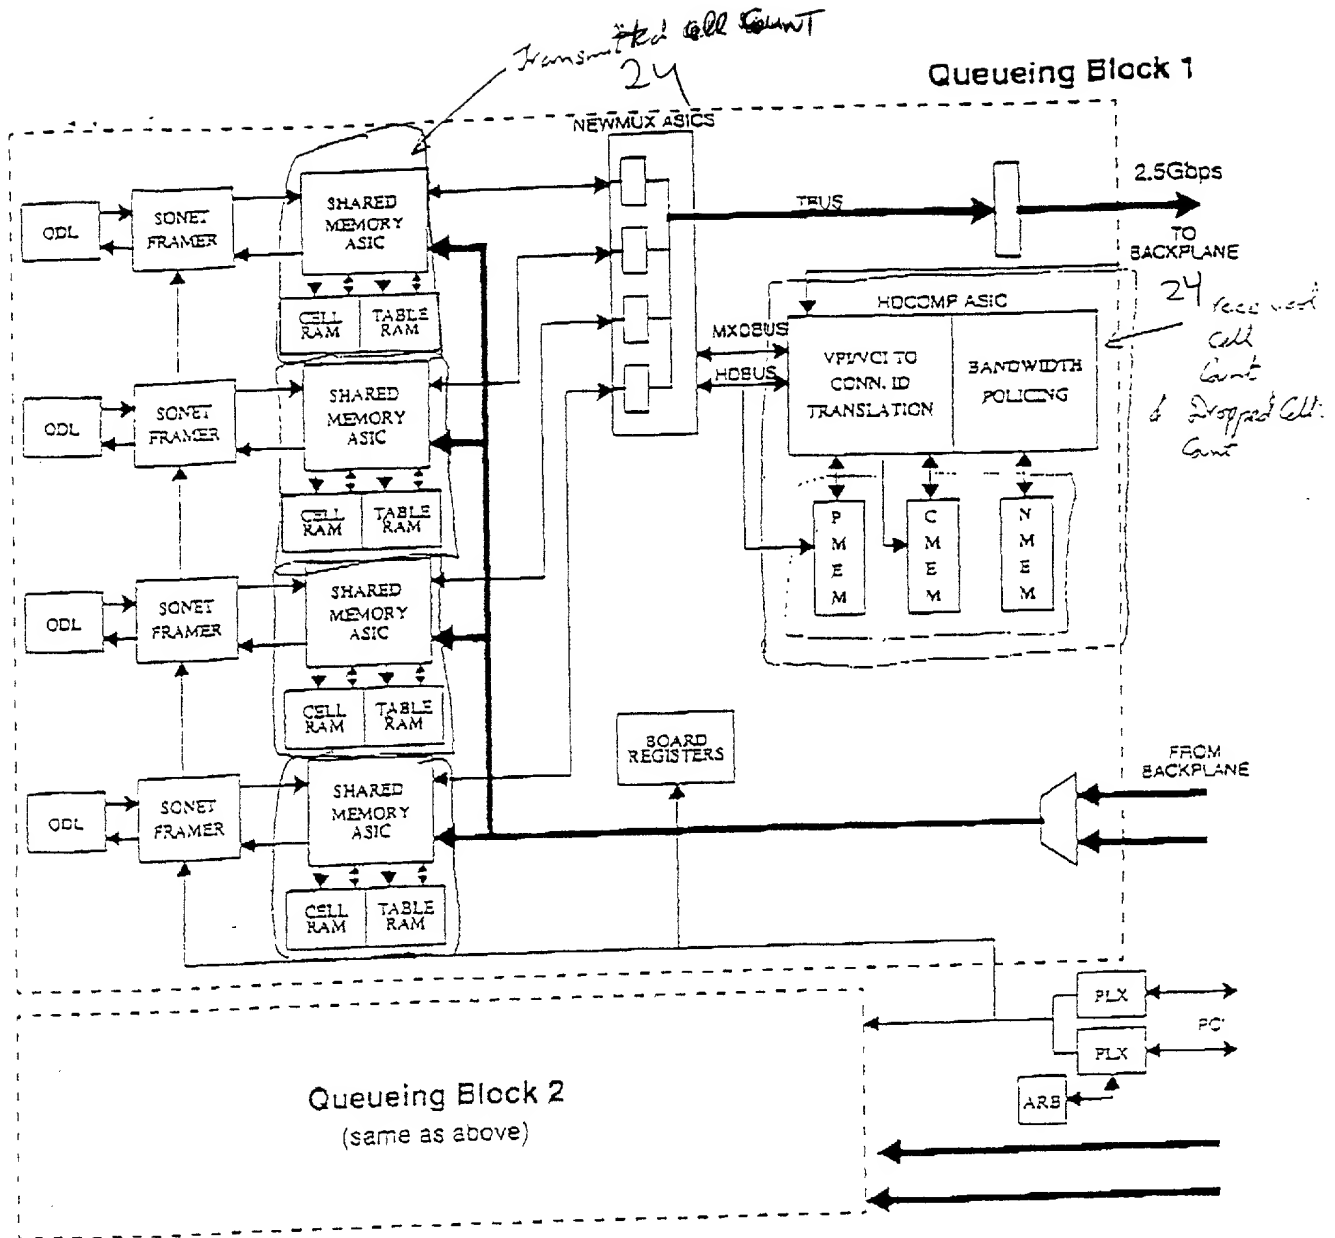 Transmitted Cell Count
24
Queueing Block 1
NEWMUX ASICS
ODL
SONET
FRAMER
SHARED
MEMORY
ASIC
CELL
RAM
TABLE
RAM
TBUS
2.5Gbps
TO
BACKPLANE
HDCOMP ASIC
24
received
Cell
Count
& Dropped Cell
Count
MXDBUS
HDBUS
VPI/VCI TO
CONN. ID
TRANSLATION
BANDWIDTH
POLICING
ODL
SONET
FRAMER
SHARED
MEMORY
ASIC
CELL
RAM
TABLE
RAM
PMEM
CMEM
NMEM
ODL
SONET
FRAMER
SHARED
MEMORY
ASIC
CELL
RAM
TABLE
RAM
BOARD
REGISTERS
FROM
BACKPLANE
ODL
SONET
FRAMER
SHARED
MEMORY
ASIC
CELL
RAM
TABLE
RAM
PLX
PCI
PLX
ARB
Queueing Block 2
(same as above)